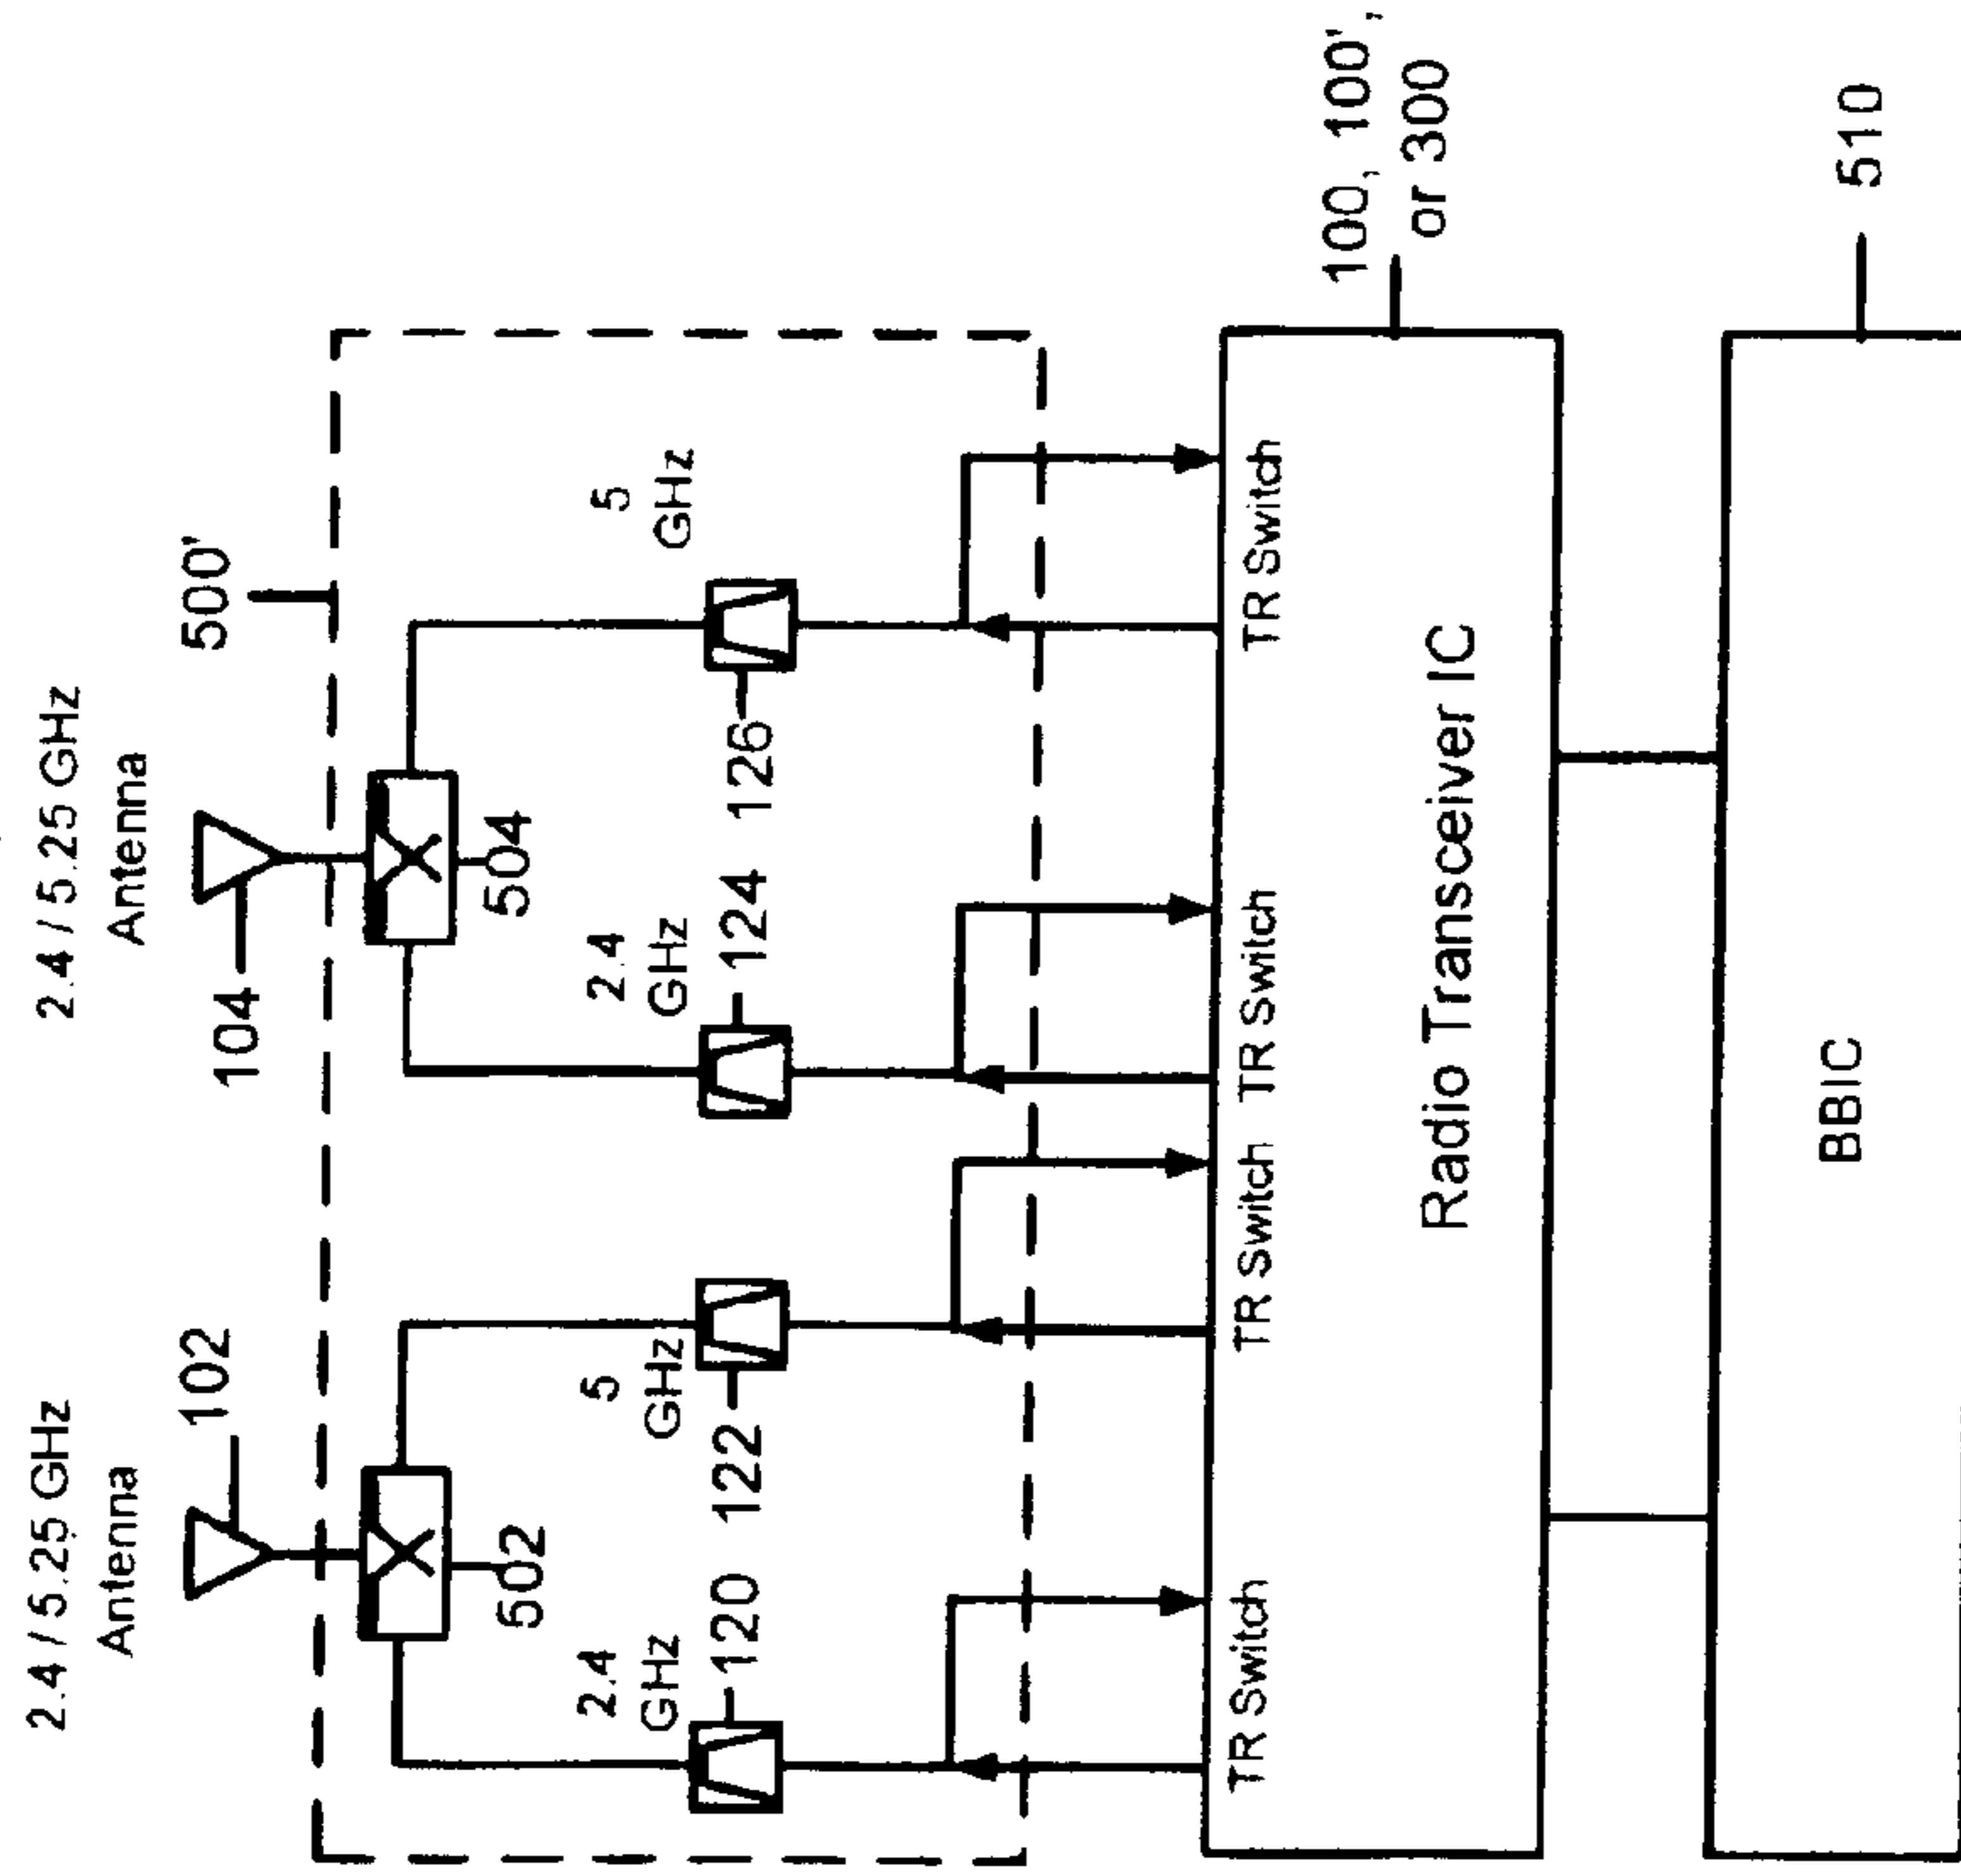 2.4 / 5.25 GHz
Antenna
102
2.4 / 5.25 GHz
Antenna
104
500'
502
504
2.4
GHz
120
5
GHz
122
2.4
GHz
124
5
GHz
126
TR Switch
TR Switch
TR Switch
TR Switch
Radio Transceiver IC
100, 100',
or 300
BBIC
510